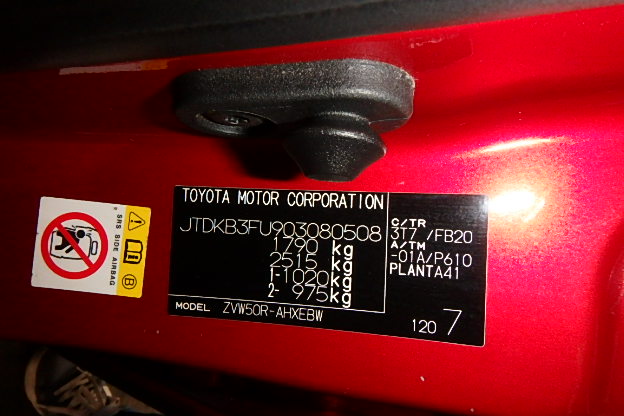 TOYOTA MOTOR CORPORATION
JTDKB3FU903080508
1790 Kg
2515 Kg
1-1020 Kg
2- 975 Kg
MODEL ZVW50R-AHXEBW
C/TR
3T7 /FB20
A/TM
-01A/P610
PLANTA41
120 7
SRS SIDE AIRBAG
B